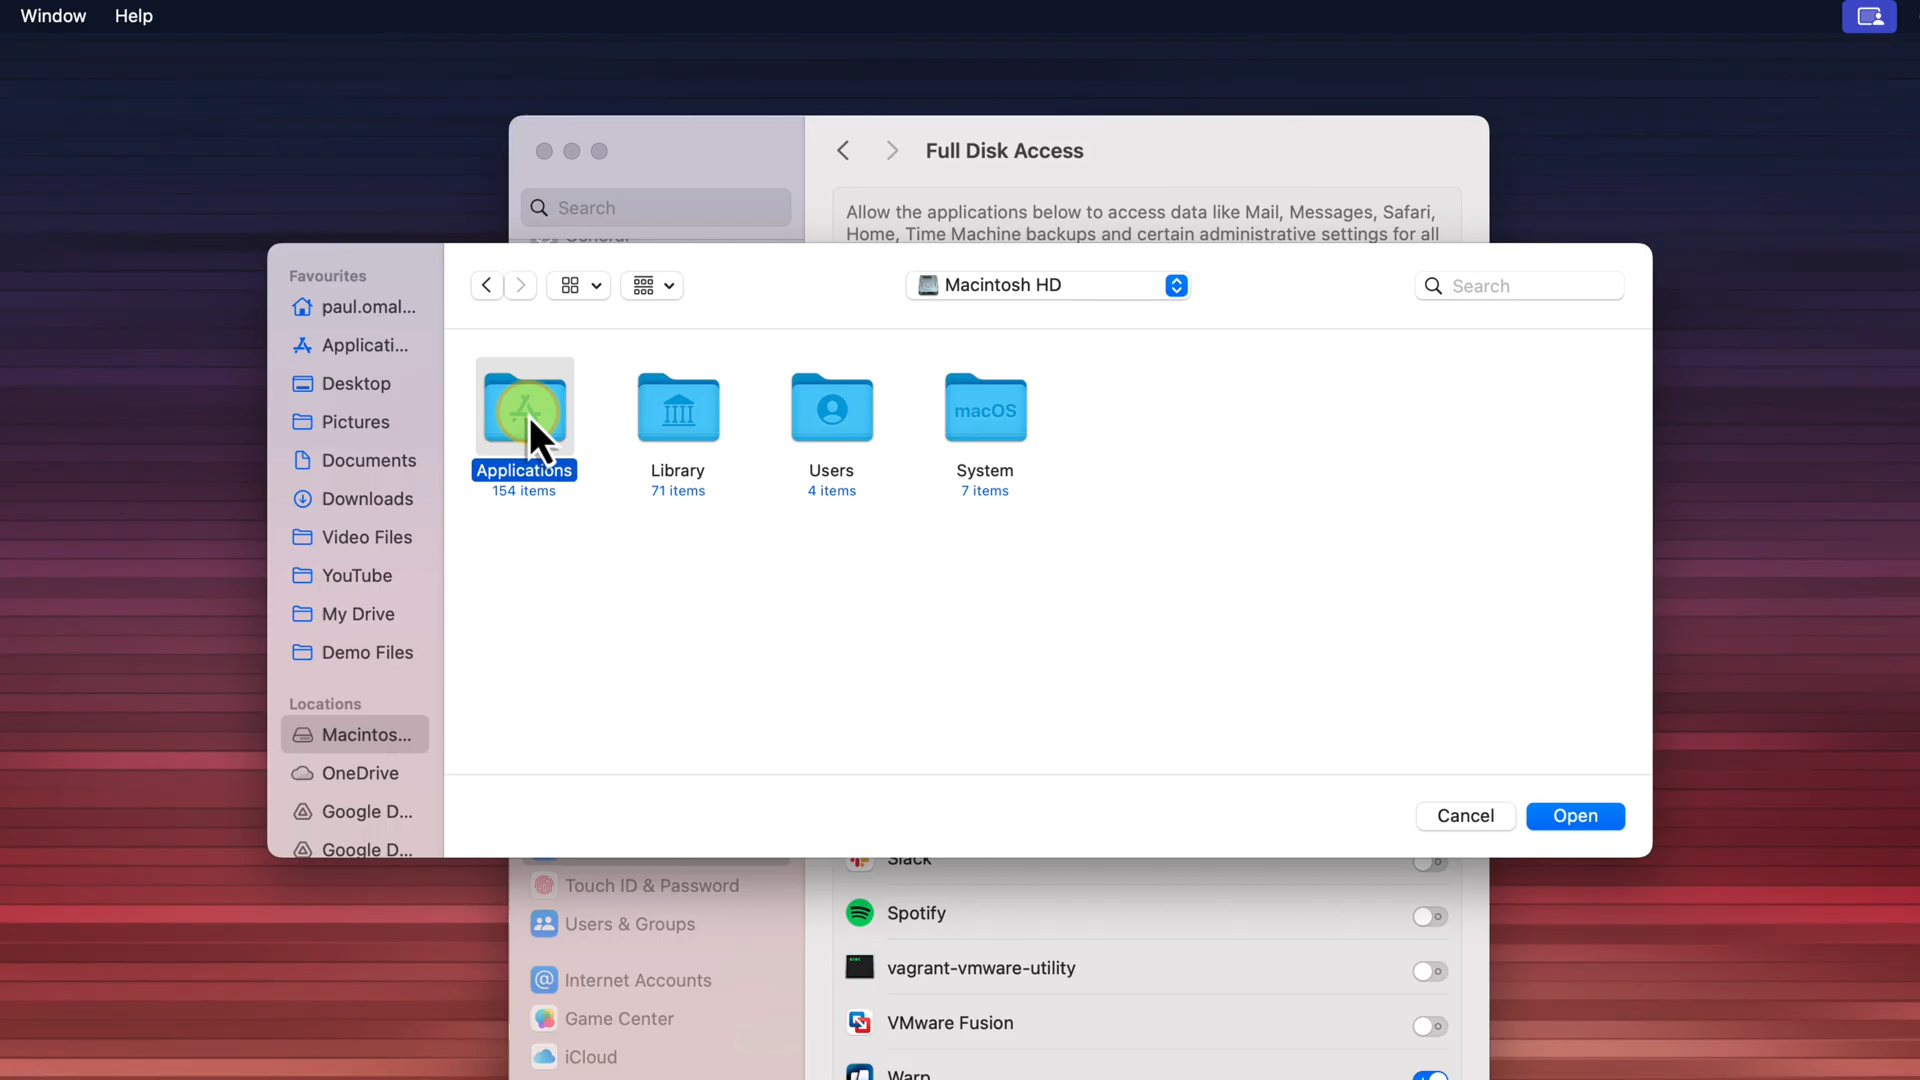 Window Help
Full Disk Access
Search
Allow the applications below to access data like Mail, Messages, Safari,
Home, Time Machine backups and certain administrative settings for all
Favourites
paul.omal...
Applicati...
Desktop
Pictures
Documents
Downloads
Video Files
YouTube
My Drive
Demo Files
Locations
Macintos...
OneDrive
Google D...
Google D...
Macintosh HD
Search
macOS
Applications
154 items
Library
71 items
Users
4 items
System
7 items
Cancel
Open
Touch ID & Password
Users & Groups
Internet Accounts
Game Center
iCloud
Slack
Spotify
vagrant-vmware-utility
VMware Fusion
Warp